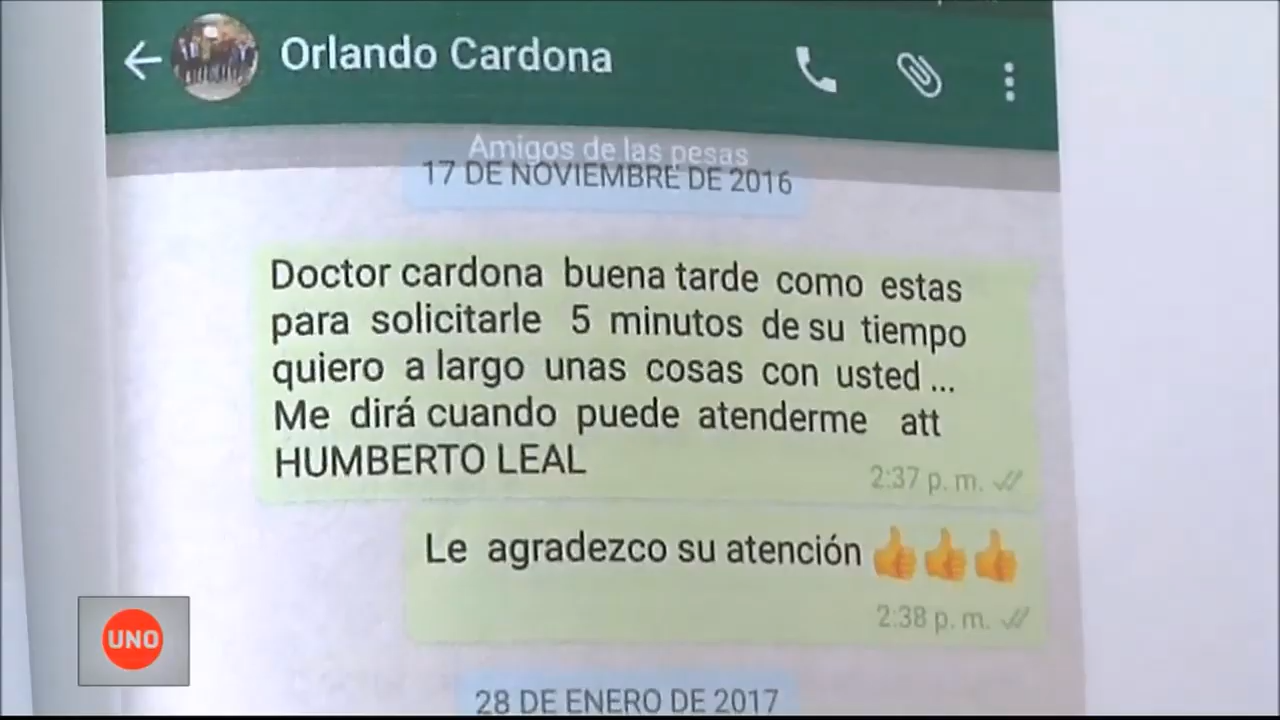 Orlando Cardona
Amigos de las pesas
17 DE NOVIEMBRE DE 2016
Doctor cardona buena tarde como estas
para solicitarle 5 minutos de su tiempo
quiero a largo unas cosas con usted ...
Me dirá cuando puede atenderme att
HUMBERTO LEAL
2:37 p. m.
Le agradezco su atención 👍👍👍
2:38 p. m.
UNO
28 DE ENERO DE 2017